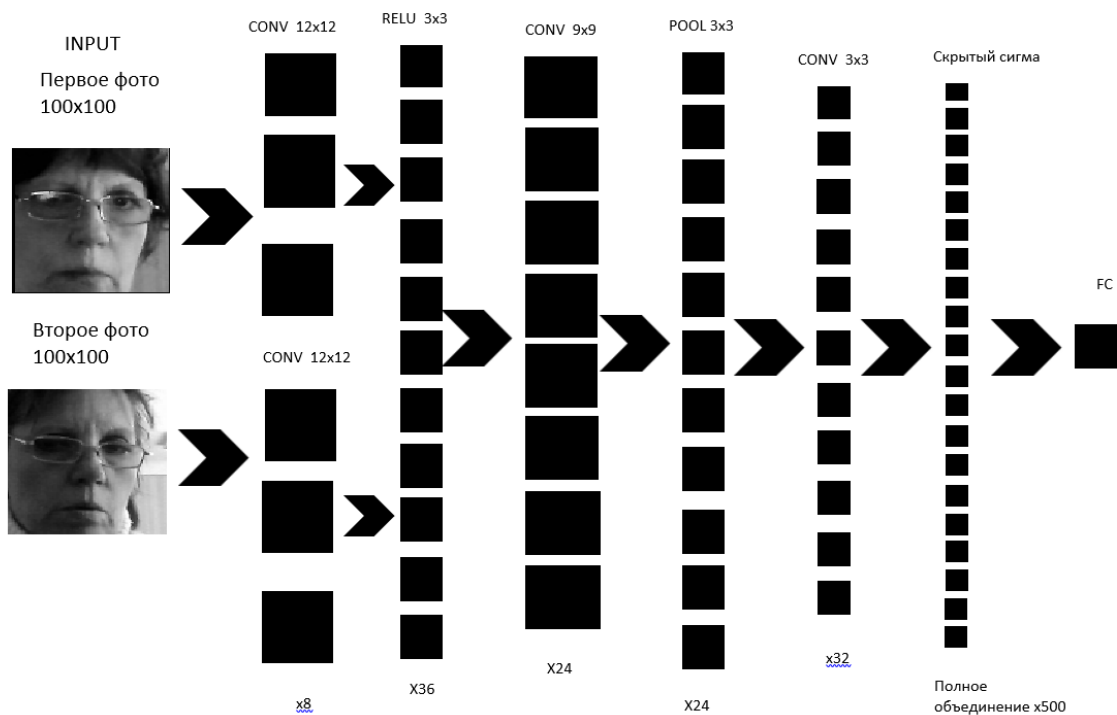 INPUT
Первое фото
100x100
Второе фото
100x100
CONV 12x12
CONV 12x12
x8
RELU 3x3
X36
CONV 9x9
X24
POOL 3x3
X24
CONV 3x3
x32
Скрытый сигма
Полное
объединение x500
FC